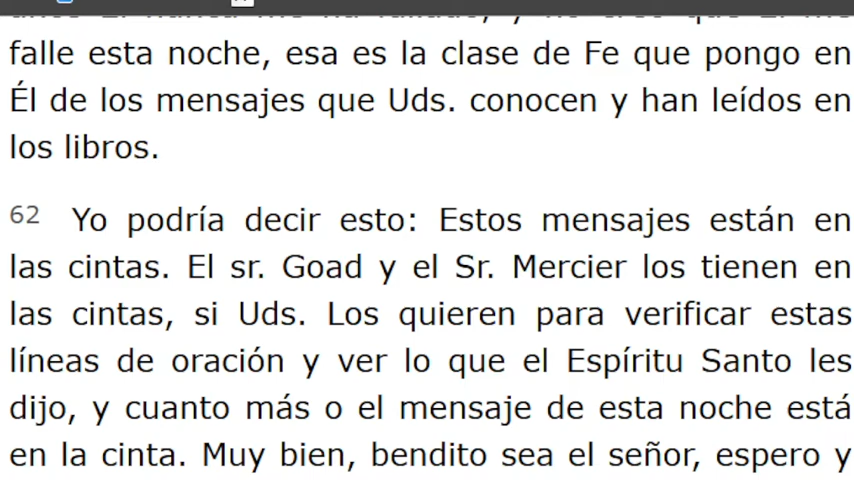 falle esta noche, esa es la clase de Fe que pongo en
Él de los mensajes que Uds. conocen y han leídos en
los libros.
62 Yo podría decir esto: Estos mensajes están en
las cintas. El sr. Goad y el Sr. Mercier los tienen en
las cintas, si Uds. Los quieren para verificar estas
líneas de oración y ver lo que el Espíritu Santo les
dijo, y cuanto más o el mensaje de esta noche está
en la cinta. Muy bien, bendito sea el señor, espero y